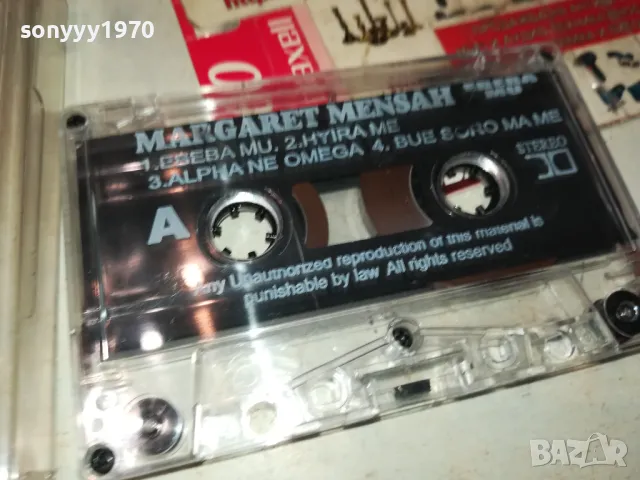 sonyyy1970
maxe
MARGARET MENSAH
1. ESEBA MU. 2. HYIRA ME
3. ALPHA NE OMEGA 4. BUE SORO MA ME
STEREO
A
Any Unauthorized reproduction of this material is
punishable by law All rights reserved
BAZAR